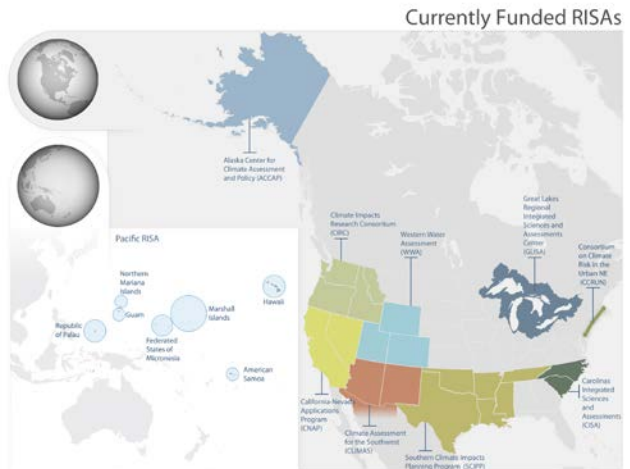 Currently Funded RISAs
Alaska Center for
Climate Assessment
and Policy (ACCAP)
Great Lakes
Regional
Integrated
Sciences and
Assessments
Center
(GLISA)
Climate Impacts
Research Consortium
(CIRC)
Western Water
Assessment
(WWA)
Consortium
on Climate
Risk in the
Urban NE
(CCRUN)
Pacific RISA
Northern
Mariana
Islands
Guam
Republic
of Palau
Federated
States of
Micronesia
Marshall
Islands
Hawaii
American
Samoa
California-Nevada
Applications
Program
(CNAP)
Climate Assessment
for the Southwest
(CLIMAS)
Southern Climate Impacts
Planning Program (SCIPP)
Carolinas
Integrated
Sciences
and
Assessments
(CISA)